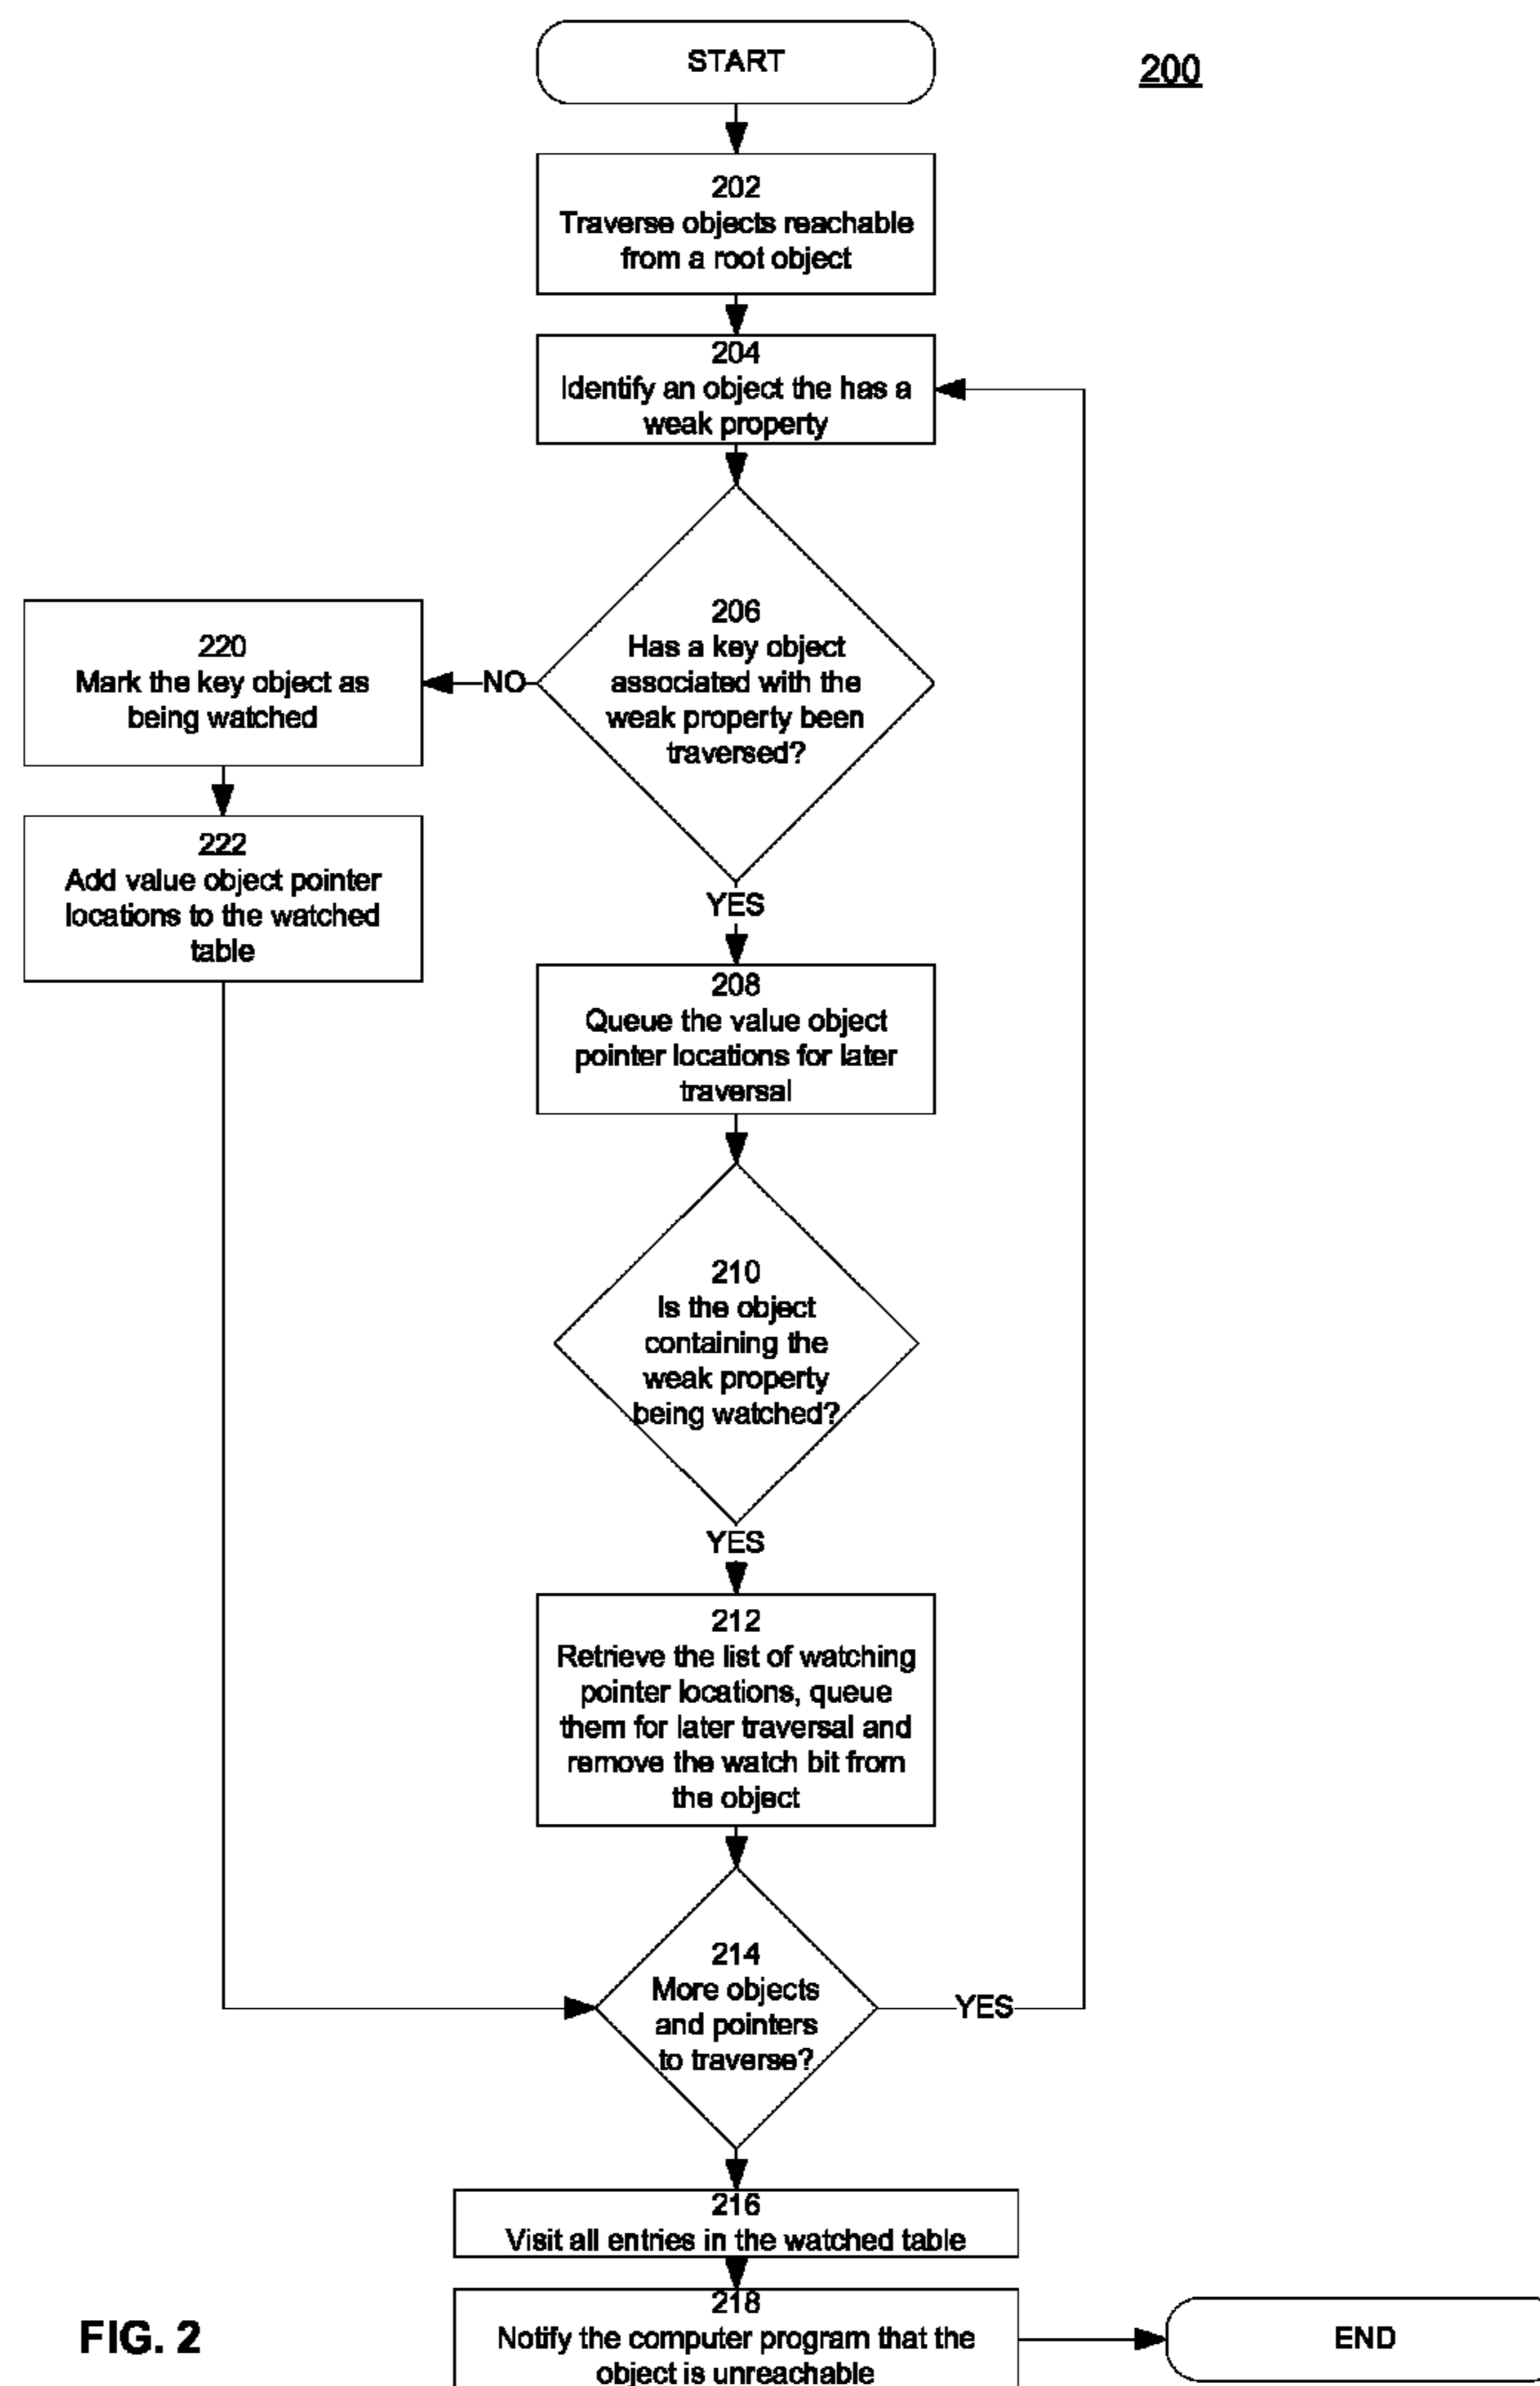 START
200
202
Traverse objects reachable
from a root object
204
Identify an object the has a
weak property
206
Has a key object
associated with the
weak property been
traversed?
NO
220
Mark the key object as
being watched
222
Add value object pointer
locations to the watched
table
YES
208
Queue the value object
pointer locations for later
traversal
210
Is the object
containing the
weak property
being watched?
YES
212
Retrieve the list of watching
pointer locations, queue
them for later traversal and
remove the watch bit from
the object
214
More objects
and pointers
to traverse?
YES
216
Visit all entries in the watched table
218
Notify the computer program that the
object is unreachable
END
FIG. 2